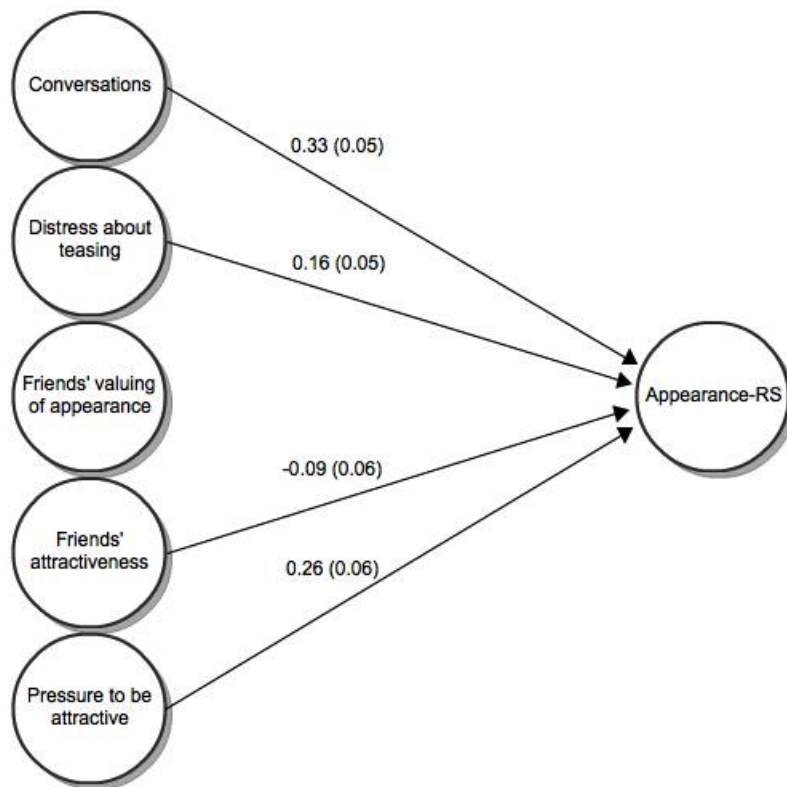 Conversations
0.33 (0.05)
Distress about
teasing
0.16 (0.05)
Friends' valuing
of appearance
Appearance-RS
-0.09 (0.06)
Friends'
attractiveness
0.26 (0.06)
Pressure to be
attractive